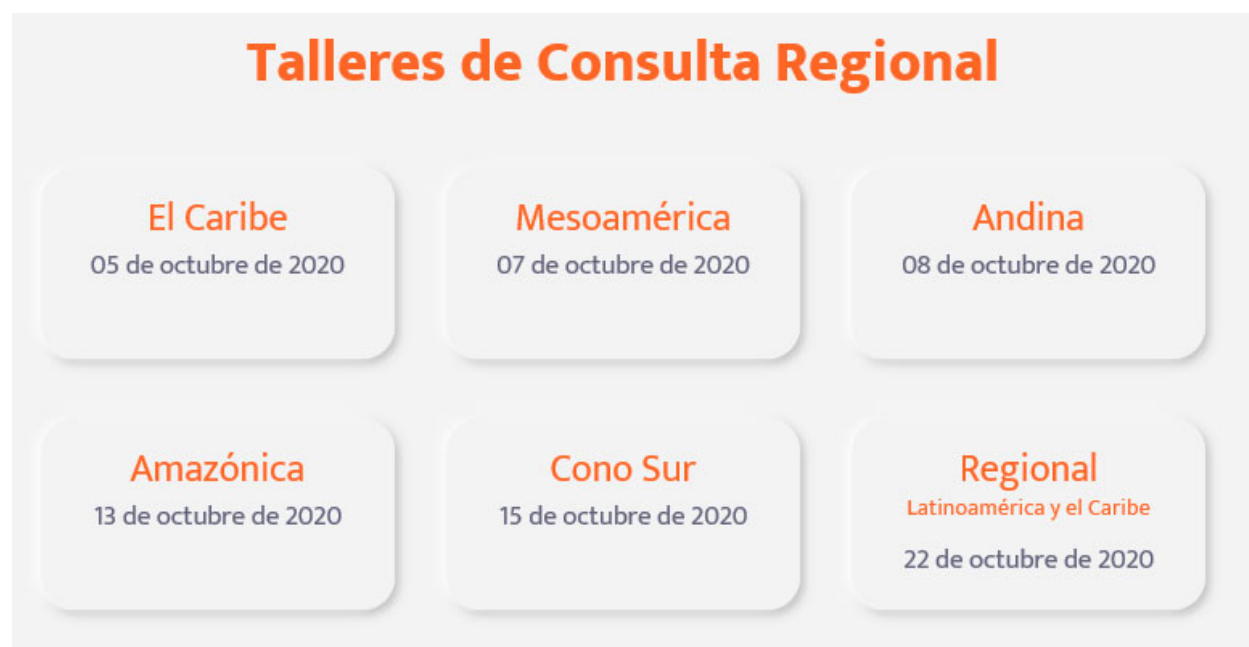 Talleres de Consulta Regional
El Caribe
05 de octubre de 2020
Mesoamérica
07 de octubre de 2020
Andina
08 de octubre de 2020
Amazónica
13 de octubre de 2020
Cono Sur
15 de octubre de 2020
Regional
Latinoamérica y el Caribe
22 de octubre de 2020